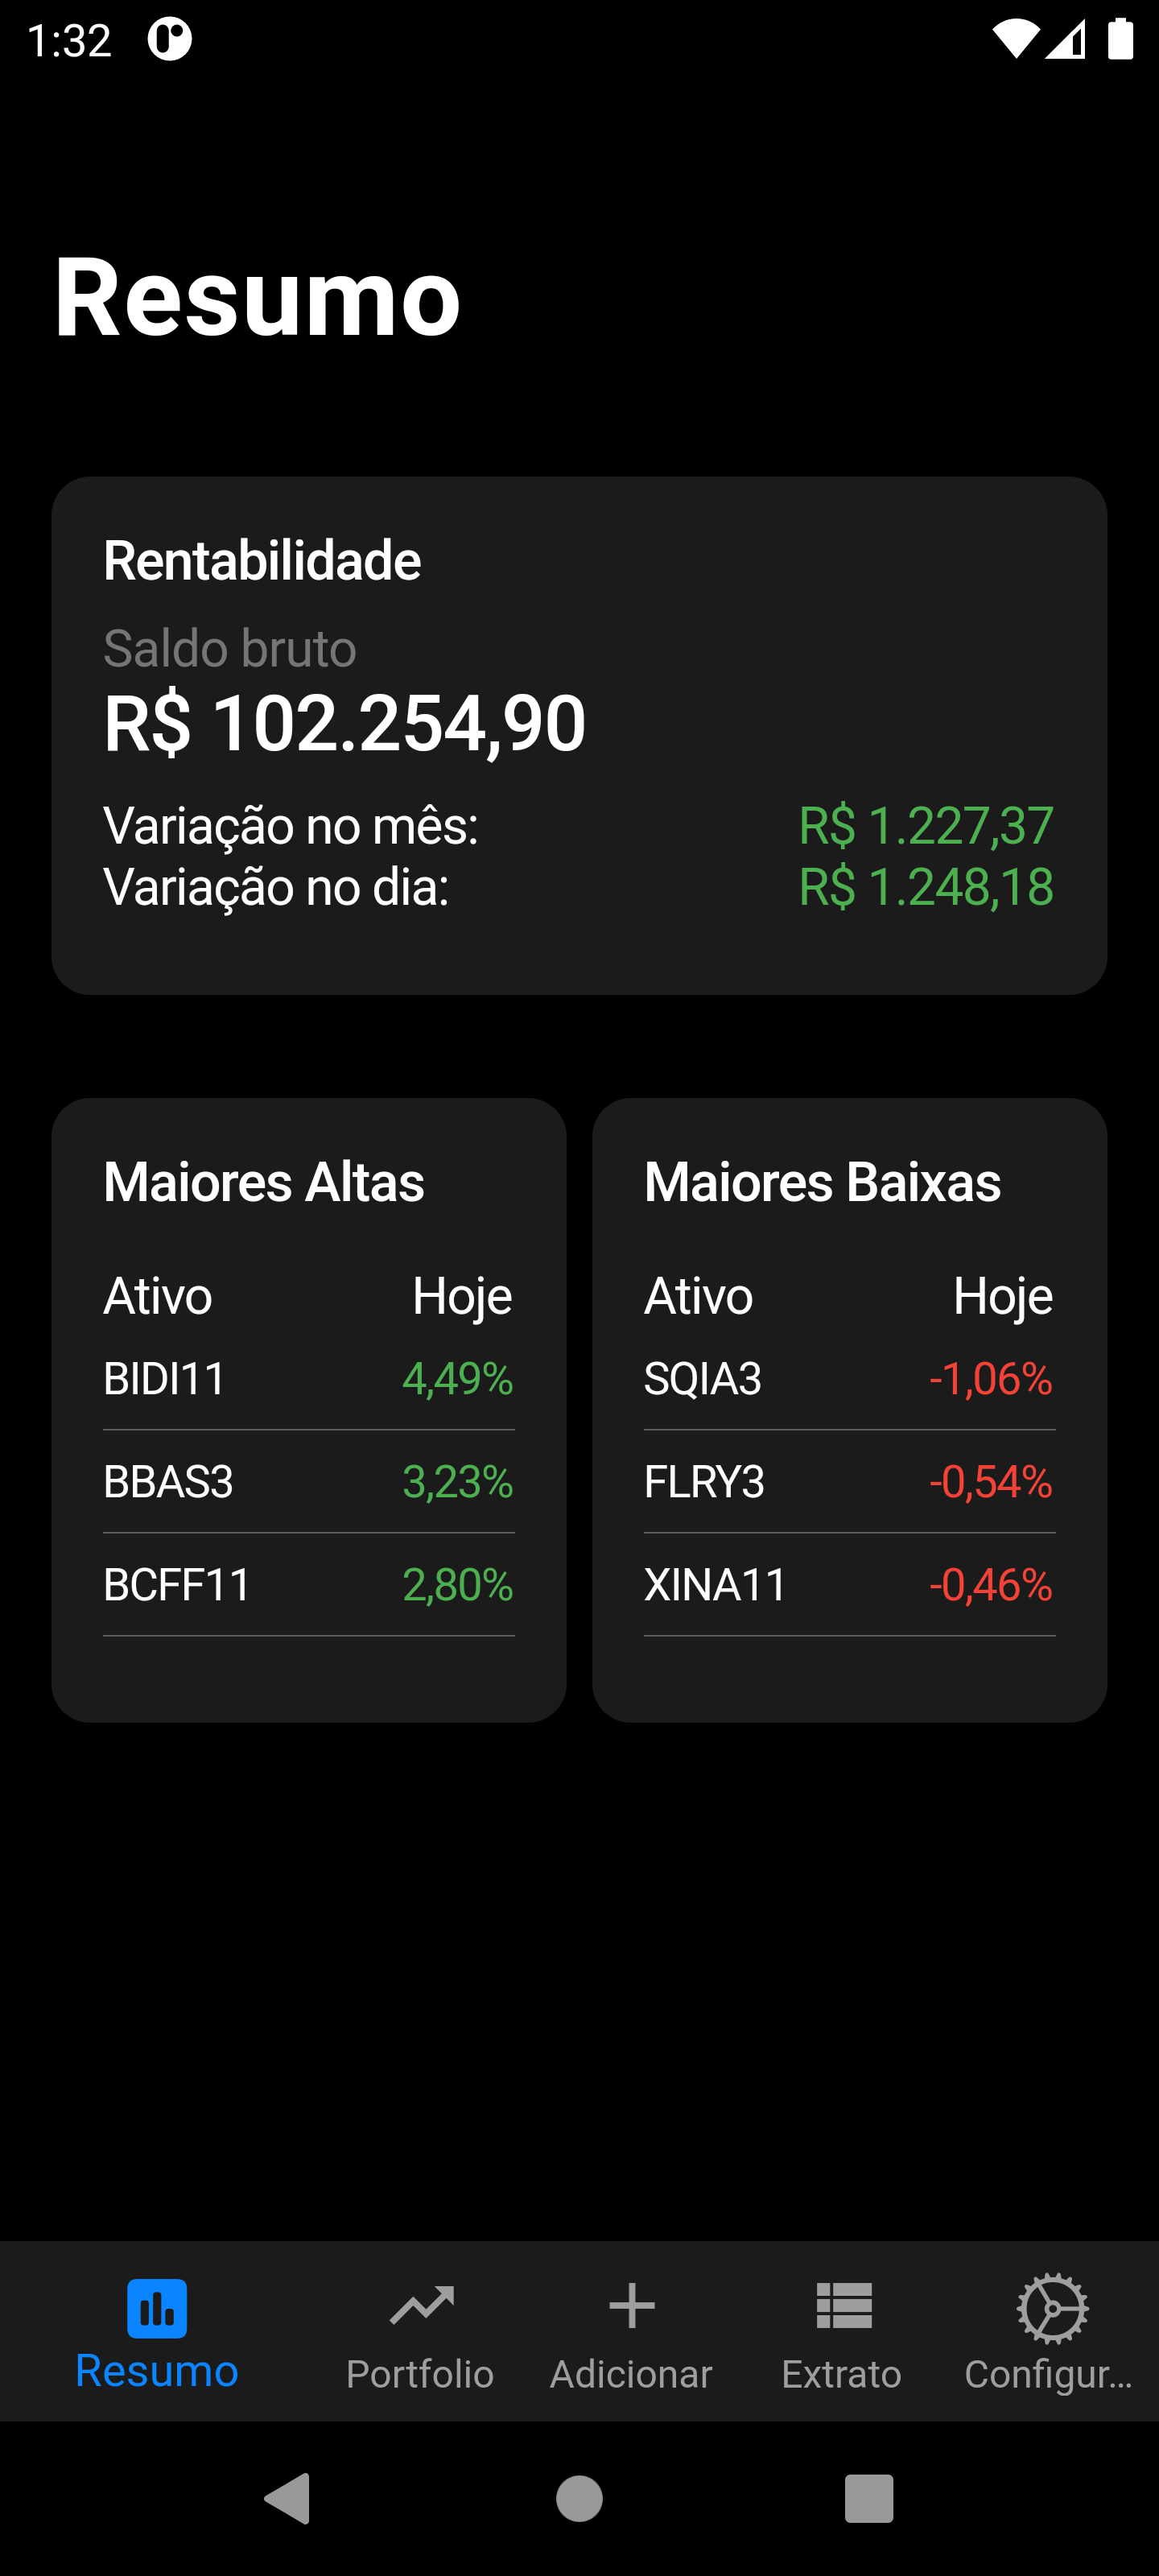 1:32
Resumo
Rentabilidade
Saldo bruto
R$ 102.254,90
Variação no mês: R$ 1.227,37
Variação no dia: R$ 1.248,18
Maiores Altas
Ativo Hoje
BIDI11 4,49%
BBAS3 3,23%
BCFF11 2,80%
Maiores Baixas
Ativo Hoje
SQIA3 -1,06%
FLRY3 -0,54%
XINA11 -0,46%
Resumo Portfolio Adicionar Extrato Configur...